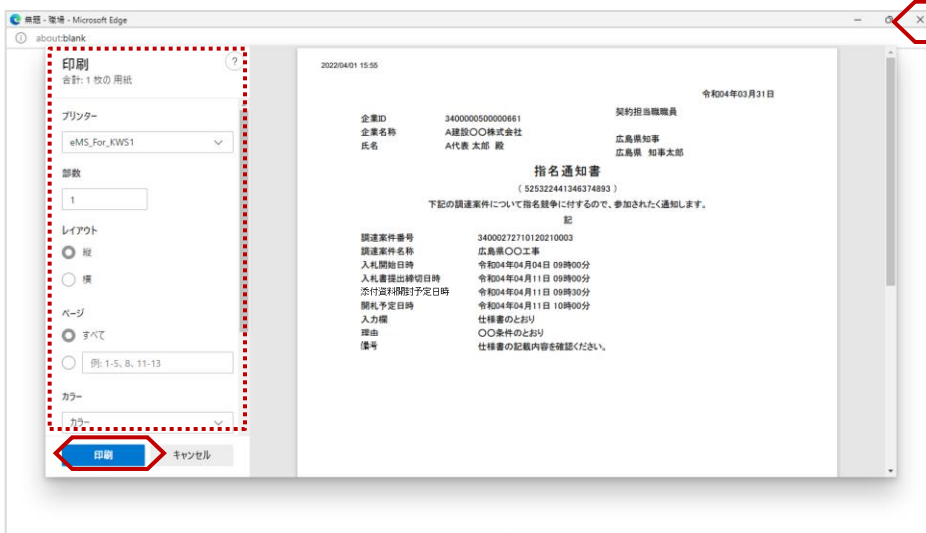 無題 - 職場 - Microsoft Edge
about:blank
印刷
合計: 1 枚の 用紙
?
プリンター
eMS_For_KWS1
部数
1
レイアウト
縦
横
ページ
すべて
例: 1-5、8、11-13
カラー
カラー
印刷
キャンセル
2022/04/01 15:55
令和04年03月31日
企業ID 3400000500000661
企業名称 A建設〇〇株式会社
氏名 A代表 太郎 殿
契約担当職職員
広島県知事
広島県 知事太郎
指名通知書
( 525322441346374893 )
下記の調達案件について指名競争に付するので、参加されたく通知します。
記
調達案件番号 34000272710120210003
調達案件名称 広島県〇〇工事
入札開始日時 令和04年04月04日 09時00分
入札書提出締切日時 令和04年04月11日 09時00分
添付資料開封予定日時 令和04年04月11日 09時30分
開札予定日時 令和04年04月11日 10時00分
入力欄 仕様書のとおり
理由 〇〇条件のとおり
備考 仕様書の記載内容を確認ください。